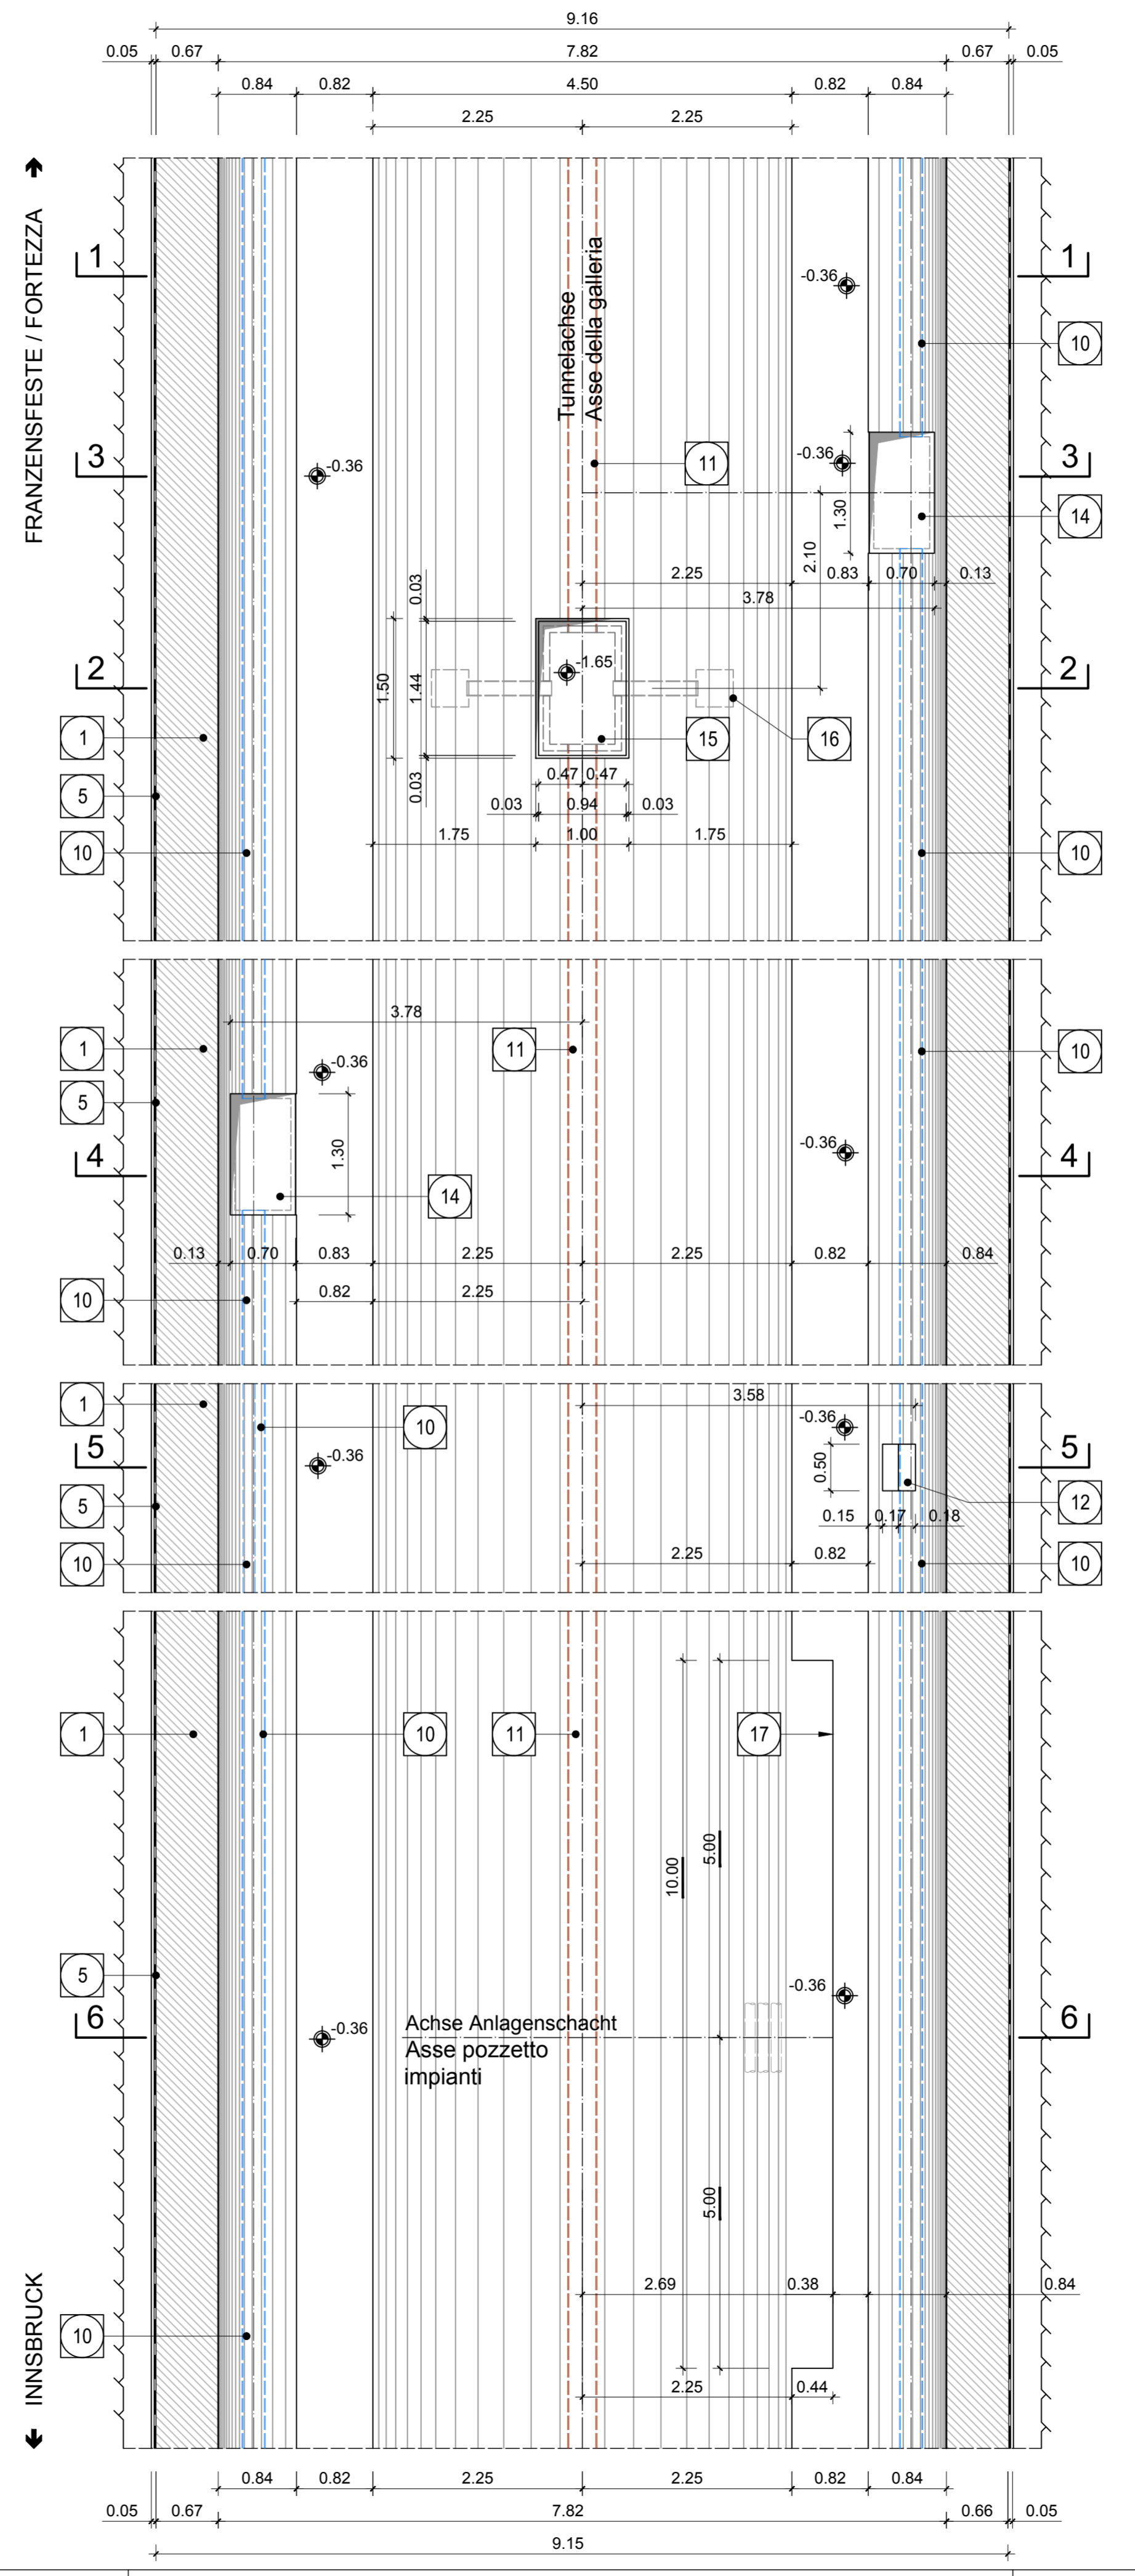 9.16
0.05 0.67 7.82 0.67 0.05
0.84 0.82 4.50 0.82 0.84
2.25 2.25
FRANZENSFESTE / FORTEZZA
Tunnelachse
Asse della galleria
1 1
-0.36
10
3 -0.36 11 -0.36 3
1.30
14
2.10
2.25 0.83 0.70 0.13
3.78
0.03
1.50 1.44
-1.65
2 2
1 15 16
0.03
0.47 0.47
5
0.03 0.94 0.03
1.75 1.00 1.75
10 10
3.78
1 11 10
-0.36
5
1.30
-0.36
4 4
14
0.13 0.70 0.83 2.25 2.25 0.82 0.84
10 0.82 2.25
1 3.58
10 -0.36
5 -0.36 5
0.50
5 12
0.15 0.17 0.18
10 2.25 0.82 10
1 10 11 17
5.00
10.00
5
-0.36
6 -0.36 6
Achse Anlagenschacht
Asse pozzetto
impianti
5.00
2.69 0.38 0.84
10
INNSBRUCK
2.25 0.44
0.84 0.82 2.25 2.25 0.82 0.84
0.05 0.67 7.82 0.66 0.05
9.15